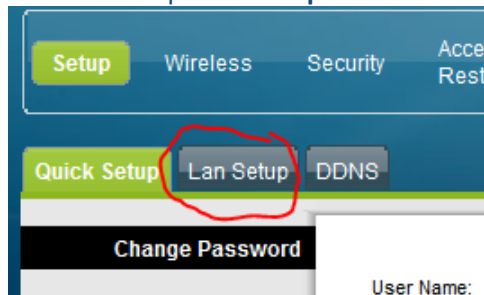 Setup Wireless Security Acce
Rest
Quick Setup Lan Setup DDNS
Change Password
User Name: